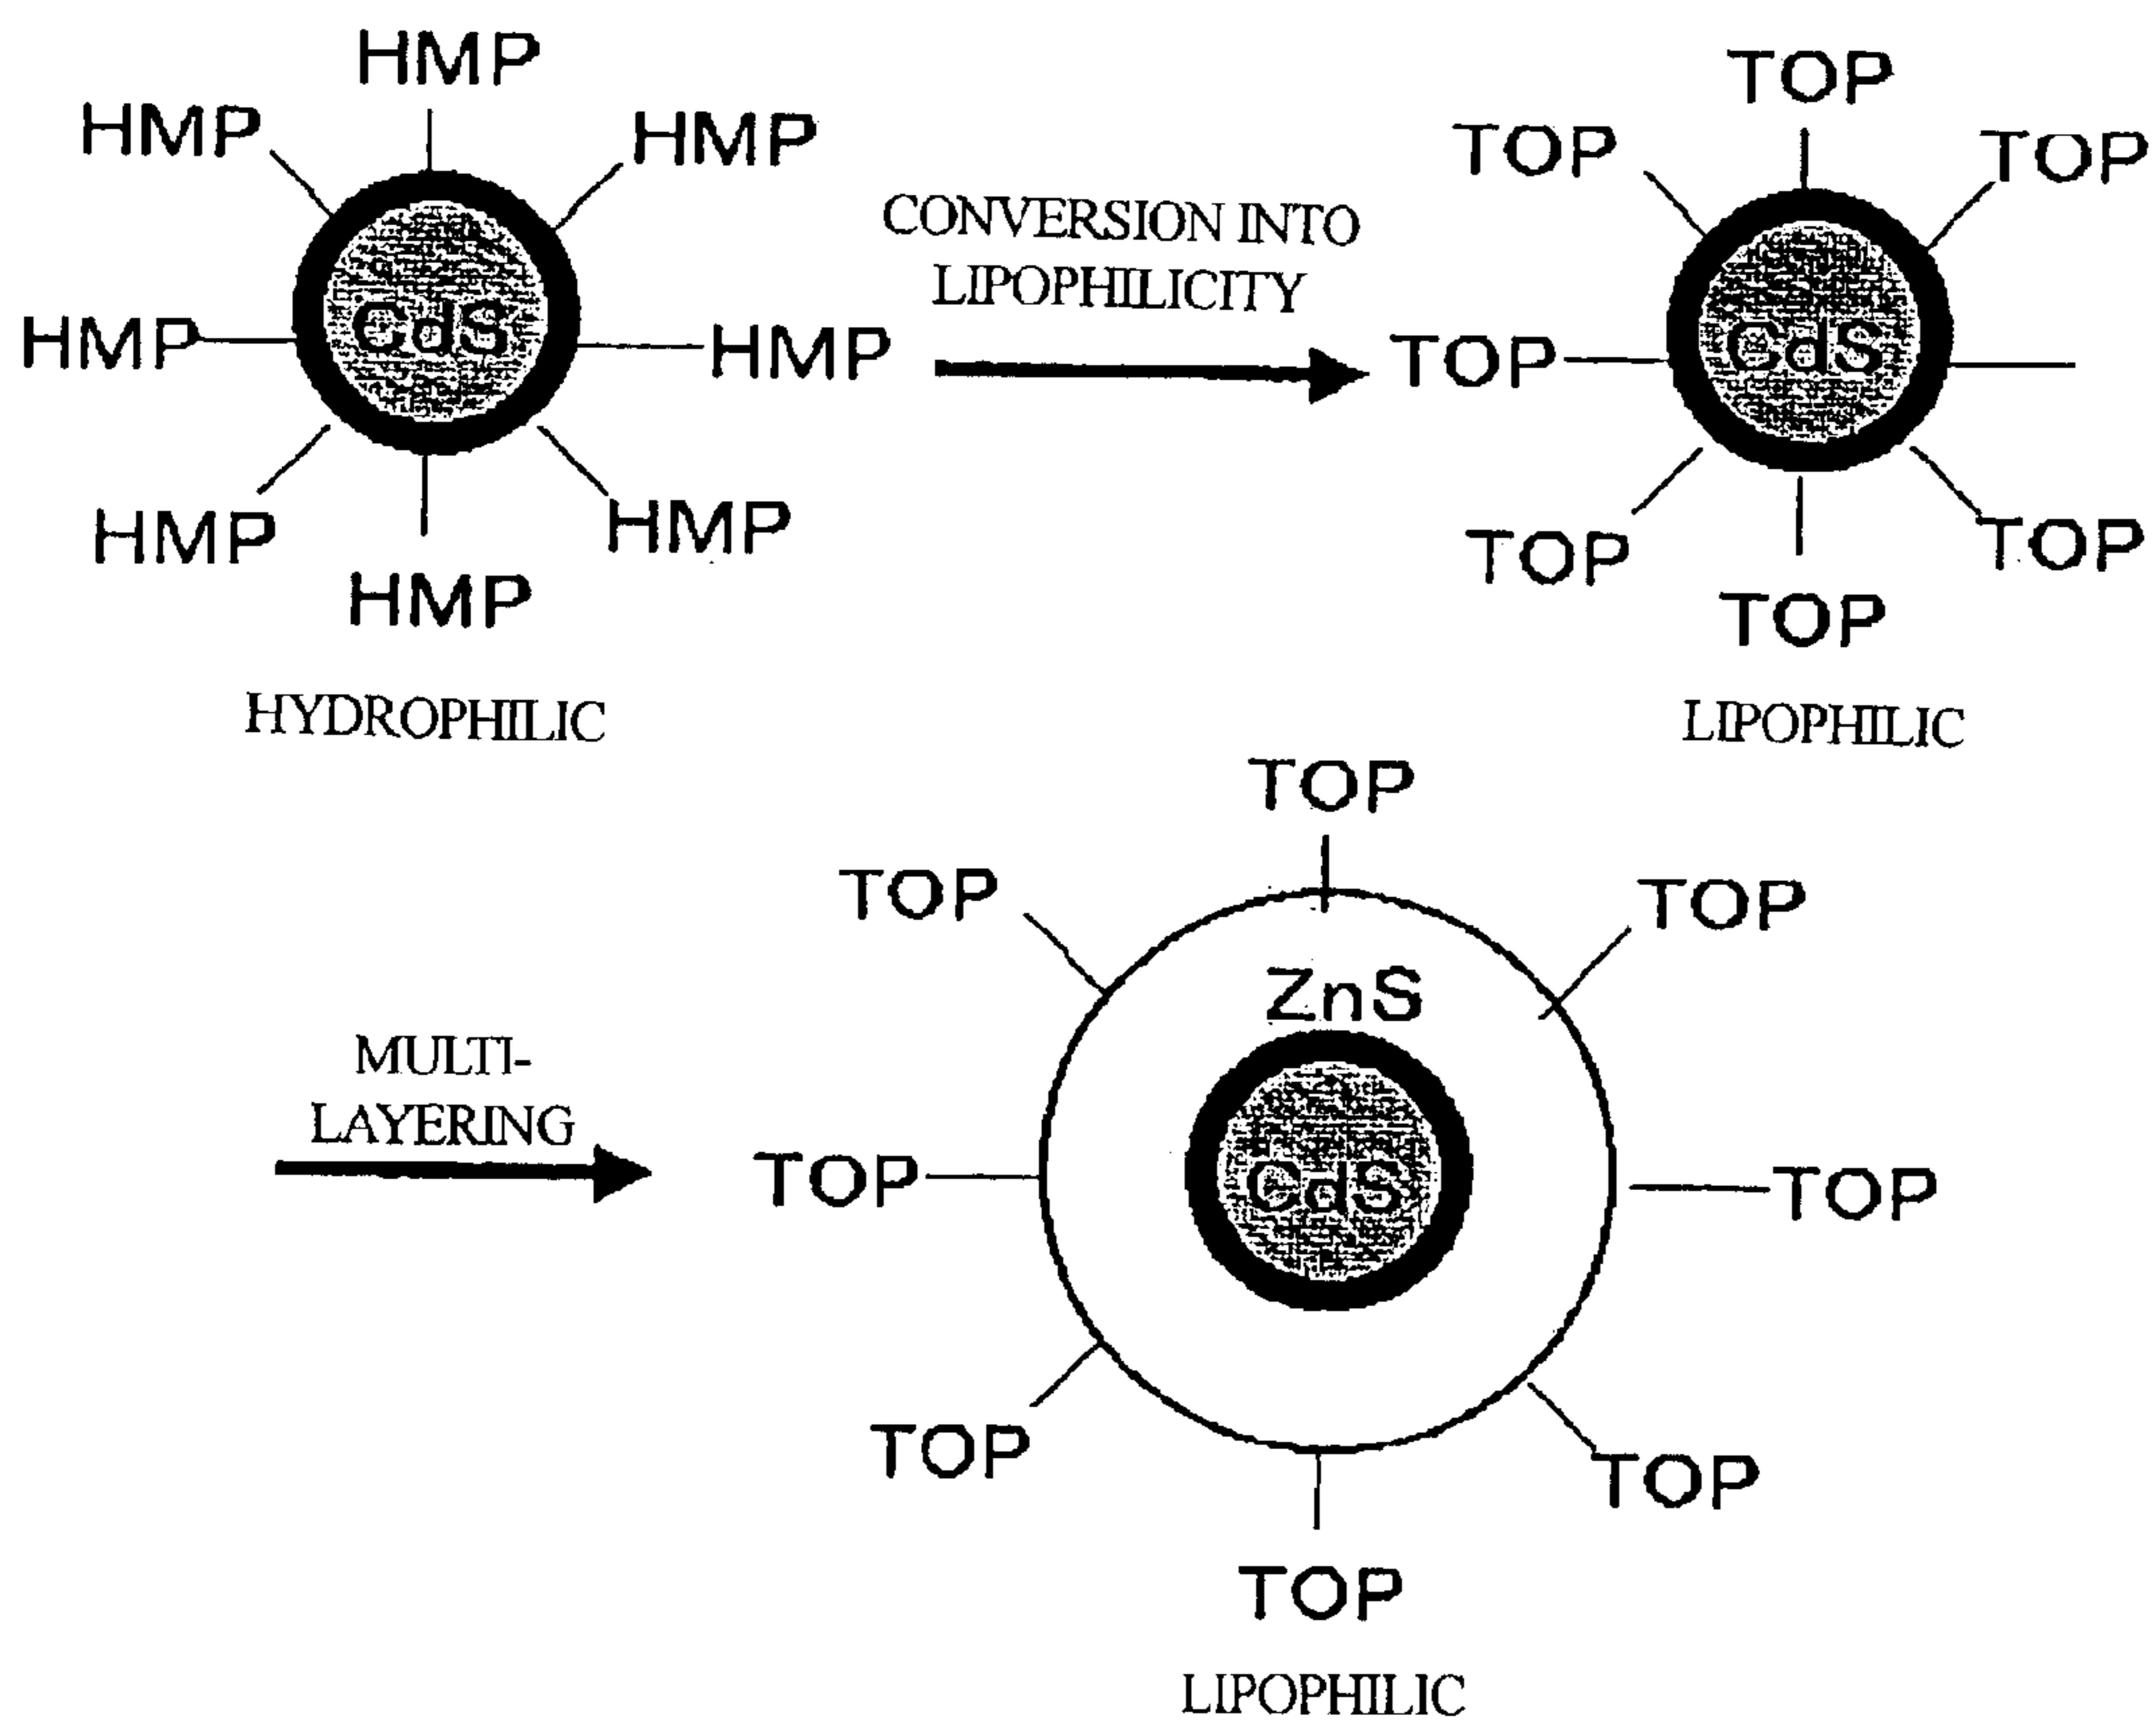 HMP
HMP
HMP
CdS
HMP
HMP
HMP
HMP
HMP
HYDROPHILIC
CONVERSION INTO
LIPOPHILICITY
TOP
TOP
TOP
CdS
TOP
TOP
TOP
TOP
LIPOPHILIC
MULTI-
LAYERING
TOP
TOP
TOP
ZnS
CdS
TOP
TOP
TOP
TOP
TOP
LIPOPHILIC